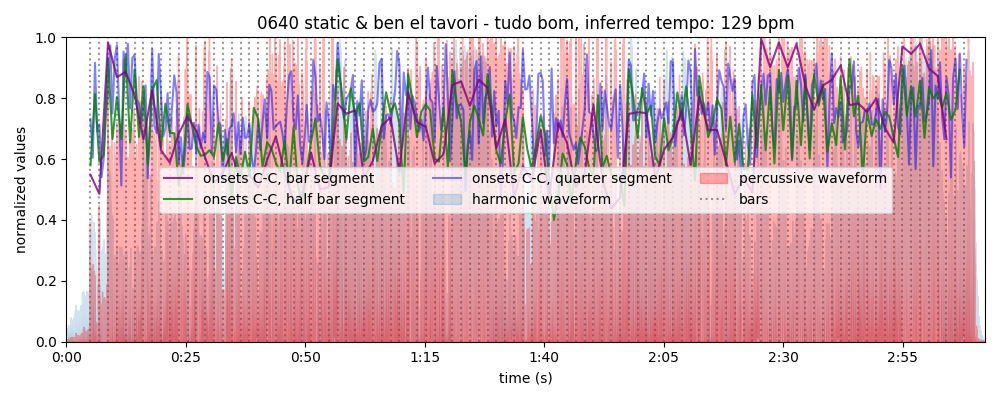 0640 static & ben el tavori - tudo bom, inferred tempo: 129 bpm
normalized values
1.0
0.8
0.6
0.4
0.2
0.0
onsets C-C, bar segment
onsets C-C, half bar segment
onsets C-C, quarter segment
harmonic waveform
percussive waveform
bars
0:00 0:25 0:50 1:15 1:40 2:05 2:30 2:55
time (s)